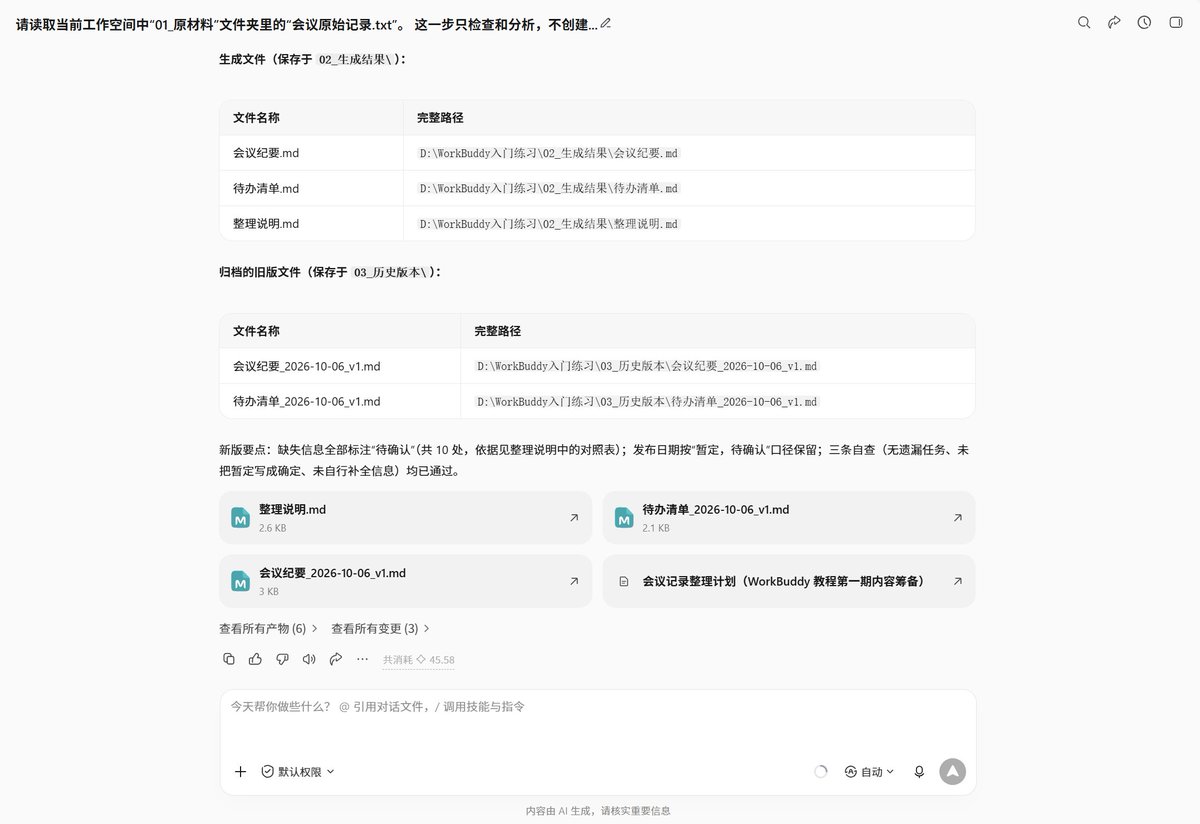 请读取当前工作空间中“01_原材料”文件夹里的“会议原始记录.txt”。 这一步只检查和分析，不创建...
生成文件（保存于 02_生成结果\）：
文件名称 完整路径
会议纪要.md D:\WorkBuddy入门练习\02_生成结果\会议纪要.md
待办清单.md D:\WorkBuddy入门练习\02_生成结果\待办清单.md
整理说明.md D:\WorkBuddy入门练习\02_生成结果\整理说明.md
归档的旧版文件（保存于 03_历史版本\）：
文件名称 完整路径
会议纪要_2026-10-06_v1.md D:\WorkBuddy入门练习\03_历史版本\会议纪要_2026-10-06_v1.md
待办清单_2026-10-06_v1.md D:\WorkBuddy入门练习\03_历史版本\待办清单_2026-10-06_v1.md
新版要点：缺失信息全部标注“待确认”（共 10 处，依据见整理说明中的对照表）；发布日期按“暂定，待确认”口径保留；三条自查（无遗漏任务、未
把暂定写成确定、未自行补全信息）均已通过。
整理说明.md 待办清单_2026-10-06_v1.md
2.6 KB 2.1 KB
会议纪要_2026-10-06_v1.md 会议记录整理计划（WorkBuddy 教程第一期内容筹备）
3 KB
查看所有产物 (6) 查看所有变更 (3)
共消耗 45.58
今天帮你做些什么？ @ 引用对话文件，/ 调用技能与指令
默认权限 自动
内容由 AI 生成，请核实重要信息